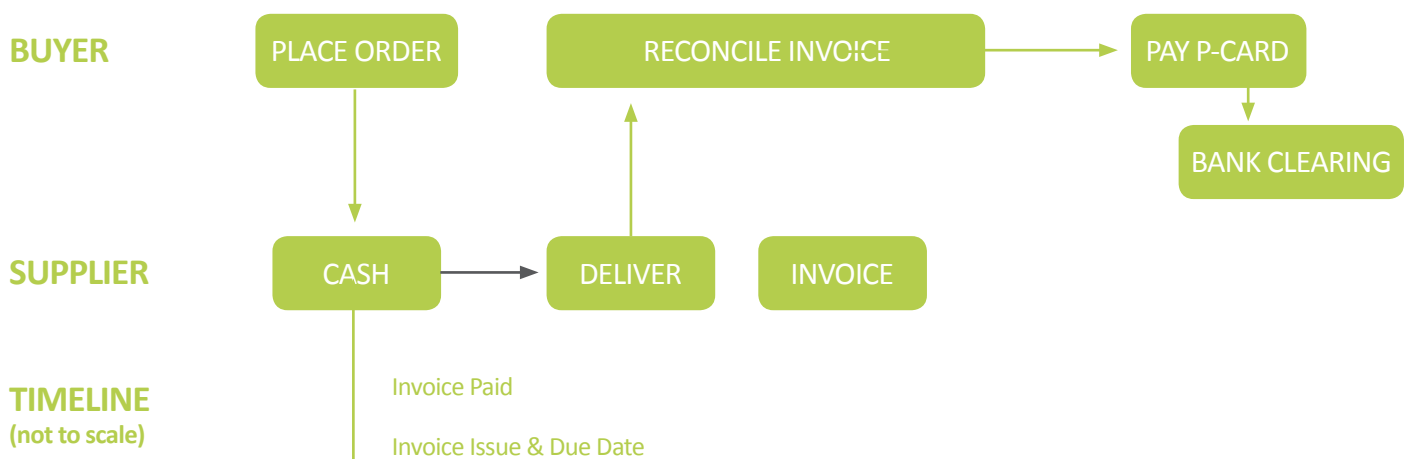 BUYER
PLACE ORDER
RECONCILE INVOICE
PAY P-CARD
BANK CLEARING
SUPPLIER
CASH
DELIVER
INVOICE
TIMELINE
(not to scale)
Invoice Paid
Invoice Issue & Due Date